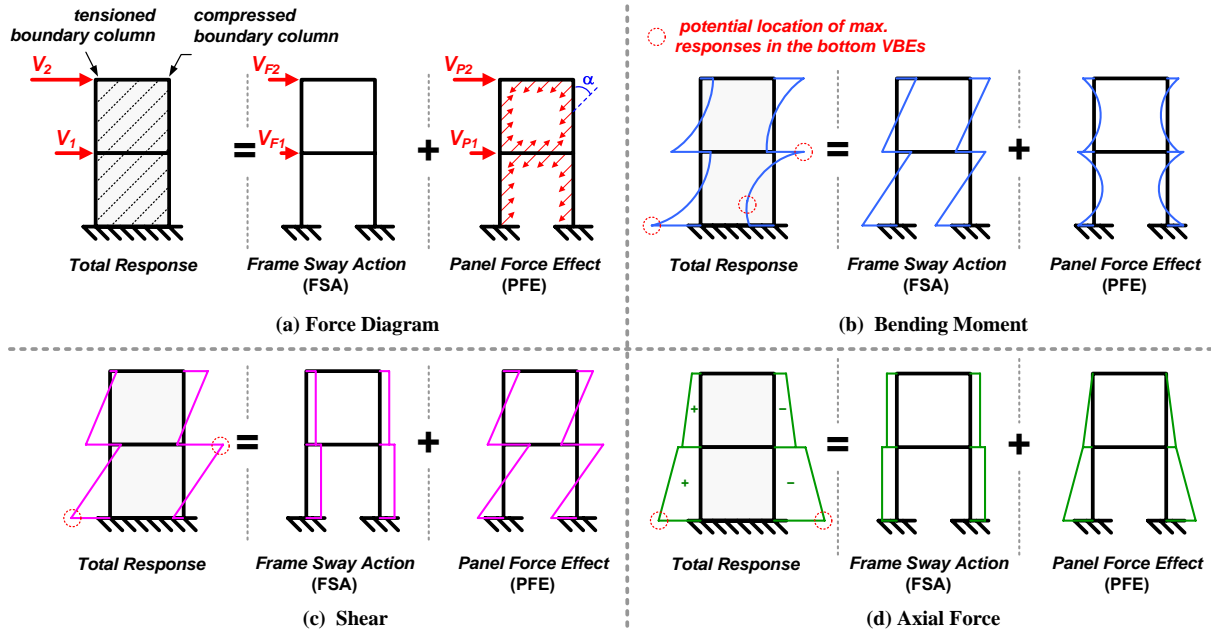 tensioned
boundary column
compressed
boundary column
V2
V1
=
VF2
VF1
+
VP2
VP1
α
Total Response
Frame Sway Action
(FSA)
Panel Force Effect
(PFE)
(a) Force Diagram
potential location of max.
responses in the bottom VBEs
=
+
Total Response
Frame Sway Action
(FSA)
Panel Force Effect
(PFE)
(b) Bending Moment
=
+
Total Response
Frame Sway Action
(FSA)
Panel Force Effect
(PFE)
(c) Shear
+
-
+
-
=
+
Total Response
Frame Sway Action
(FSA)
Panel Force Effect
(PFE)
(d) Axial Force